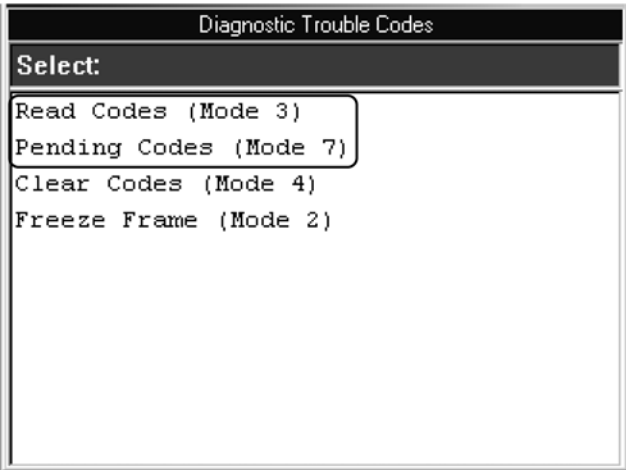 Diagnostic Trouble Codes
Select:
Read Codes (Mode 3)
Pending Codes (Mode 7)
Clear Codes (Mode 4)
Freeze Frame (Mode 2)